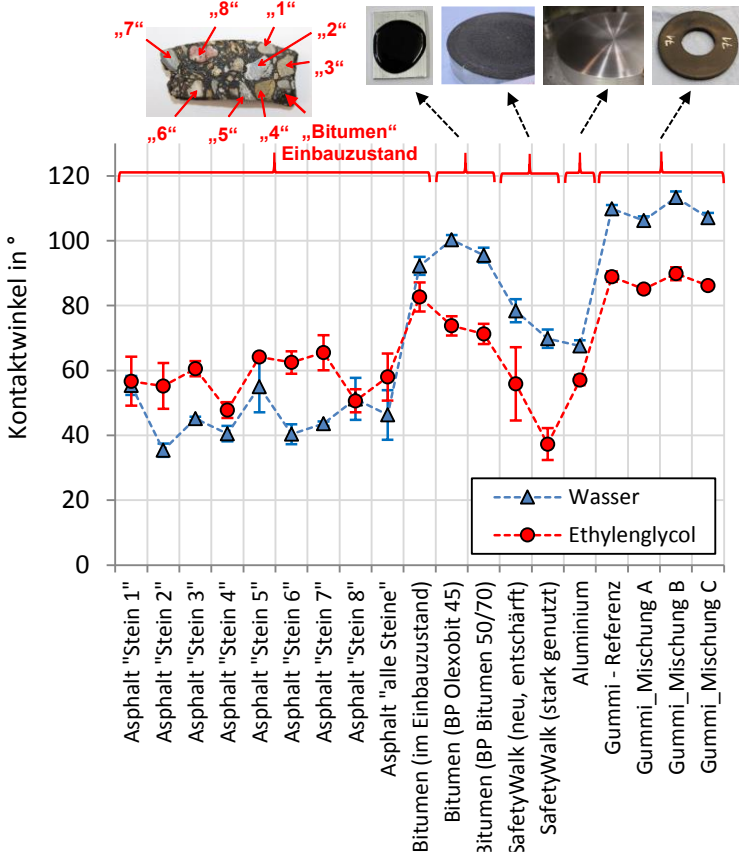 „8“
„1“
„7“
„2“
„3“
„6“
„5“
„4“
„Bitumen“
Einbauzustand
71
71
Kontaktwinkel in °
120
100
80
60
40
20
0
Wasser
Ethylenglycol
Asphalt "Stein 1"
Asphalt "Stein 2"
Asphalt "Stein 3"
Asphalt "Stein 4"
Asphalt "Stein 5"
Asphalt "Stein 6"
Asphalt "Stein 7"
Asphalt "Stein 8"
Asphalt "alle Steine"
Bitumen (im Einbauzustand)
Bitumen (BP Olexobit 45)
Bitumen (BP Bitumen 50/70)
SafetyWalk (neu, entschärft)
SafetyWalk (stark genutzt)
Aluminium
Gummi - Referenz
Gummi_Mischung A
Gummi_Mischung B
Gummi_Mischung C